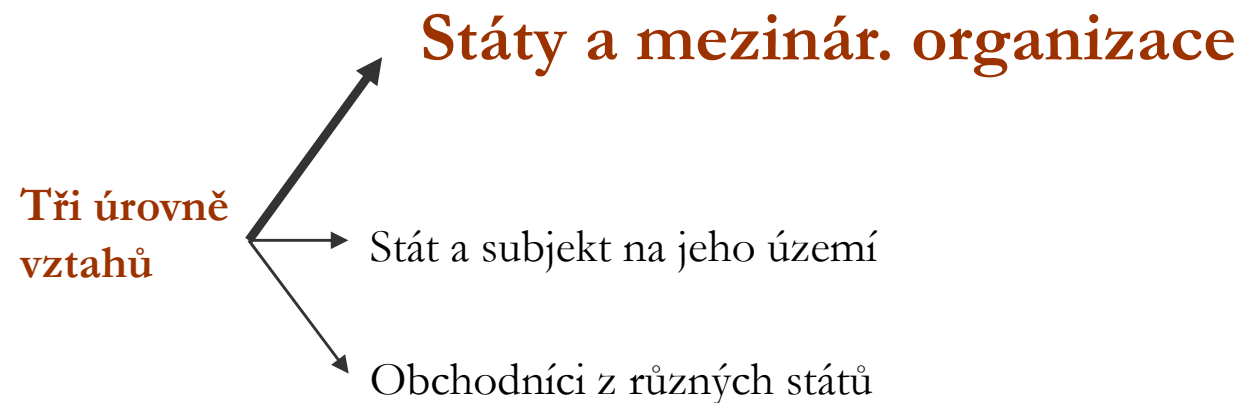 Státy a mezinár. organizace
Tři úrovně
vztahů
Stát a subjekt na jeho území
Obchodníci z různých států